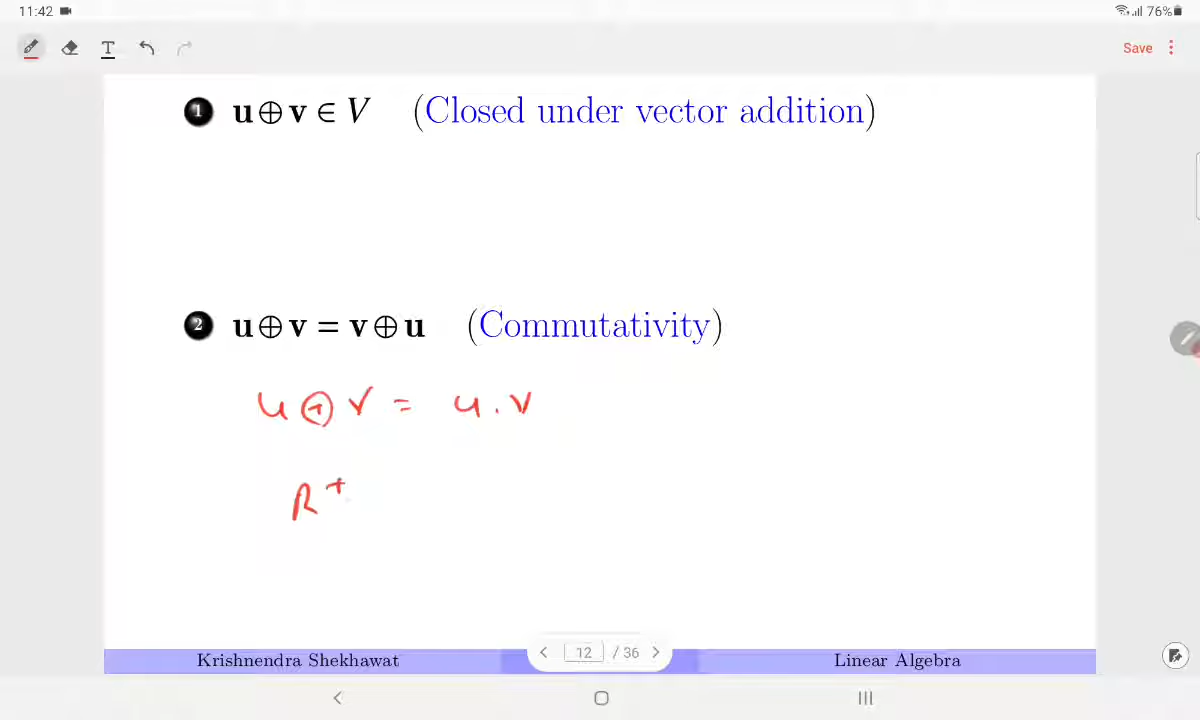 11:42 76%
T Save
1 u ⊕ v ∈ V (Closed under vector addition)
2 u ⊕ v = v ⊕ u (Commutativity)
u ⊕ v = u . v
R⁺
12 / 36
Krishnendra Shekhawat Linear Algebra